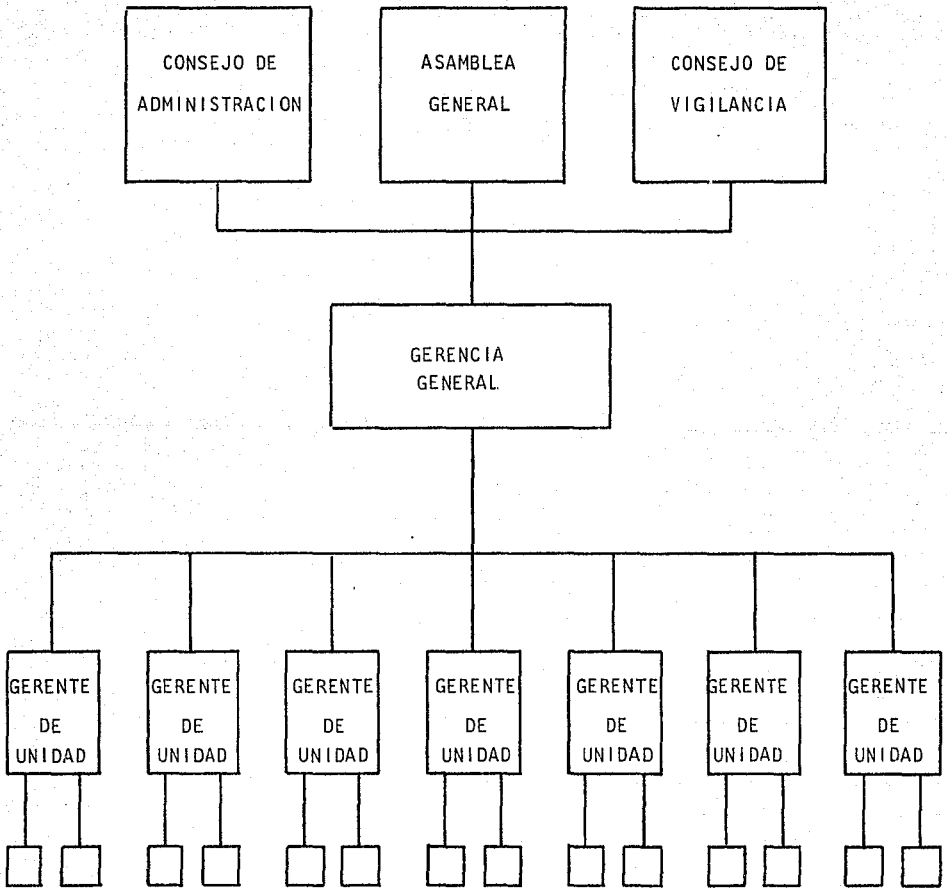 CONSEJO DE
ADMINISTRACION
ASAMBLEA
GENERAL
CONSEJO DE
VIGILANCIA
GERENCIA
GENERAL
GERENTE
DE
UNIDAD
GERENTE
DE
UNIDAD
GERENTE
DE
UNIDAD
GERENTE
DE
UNIDAD
GERENTE
DE
UNIDAD
GERENTE
DE
UNIDAD
GERENTE
DE
UNIDAD